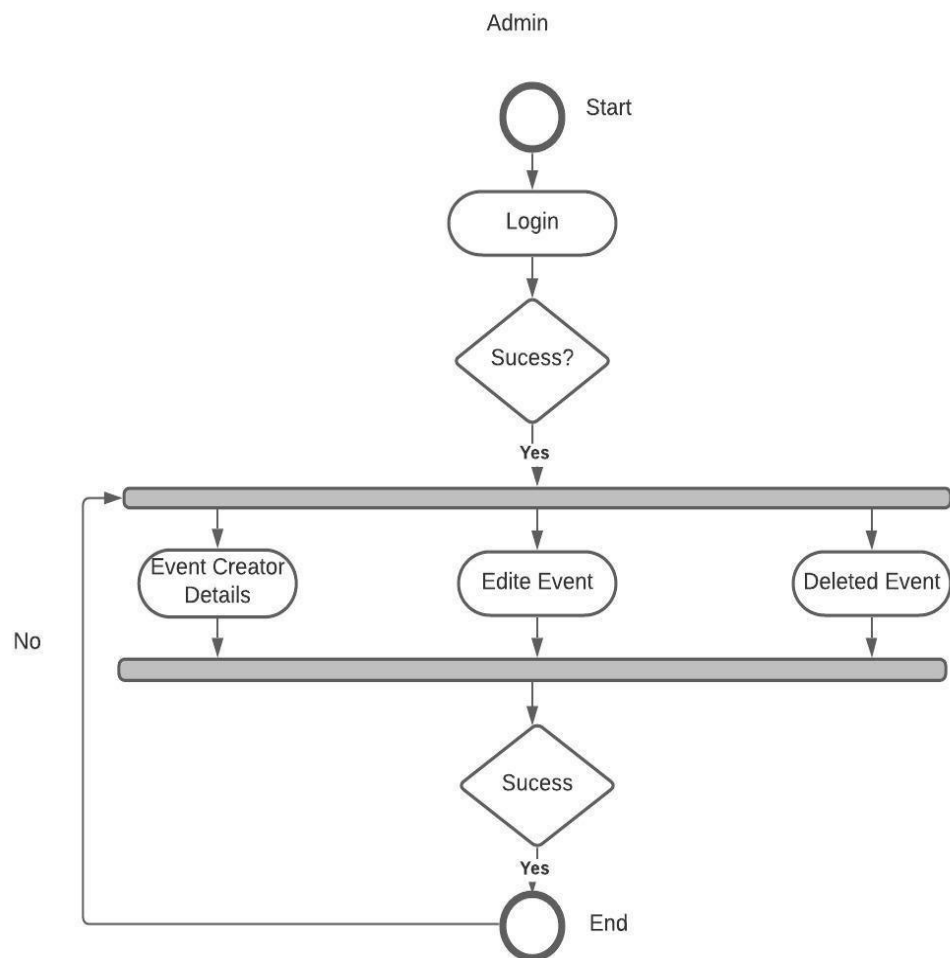 Admin
Start
Login
Sucess?
Yes
Event Creator
Details
Edite Event
Deleted Event
No
Sucess
Yes
End